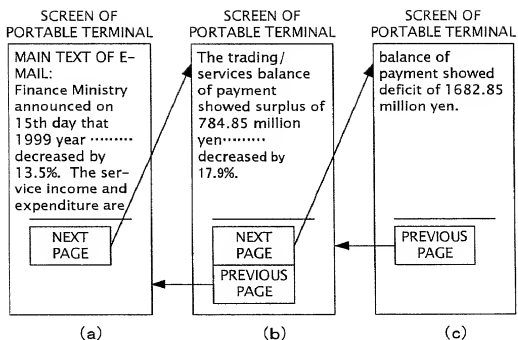 SCREEN OF
PORTABLE TERMINAL
MAIN TEXT OF E-
MAIL:
Finance Ministry
announced on
15th day that
1999 year ·········
decreased by
13.5%. The ser-
vice income and
expenditure are
NEXT
PAGE
(a)
SCREEN OF
PORTABLE TERMINAL
The trading/
services balance
of payment
showed surplus of
784.85 million
yen·········
decreased by
17.9%.
NEXT
PAGE
PREVIOUS
PAGE
(b)
SCREEN OF
PORTABLE TERMINAL
balance of
payment showed
deficit of 1682.85
million yen.
PREVIOUS
PAGE
(c)